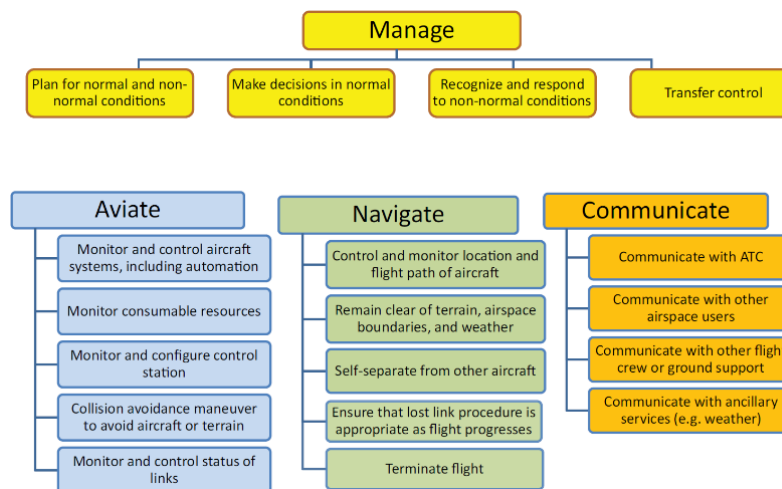 Manage
Plan for normal and non-
normal conditions
Make decisions in normal
conditions
Recognize and respond
to non-normal conditions
Transfer control
Aviate
Monitor and control aircraft
systems, including automation
Monitor consumable resources
Monitor and configure control
station
Collision avoidance maneuver
to avoid aircraft or terrain
Monitor and control status of
links
Navigate
Control and monitor location and
flight path of aircraft
Remain clear of terrain, airspace
boundaries, and weather
Self-separate from other aircraft
Ensure that lost link procedure is
appropriate as flight progresses
Terminate flight
Communicate
Communicate with ATC
Communicate with other
airspace users
Communicate with other flight
crew or ground support
Communicate with ancillary
services (e.g. weather)